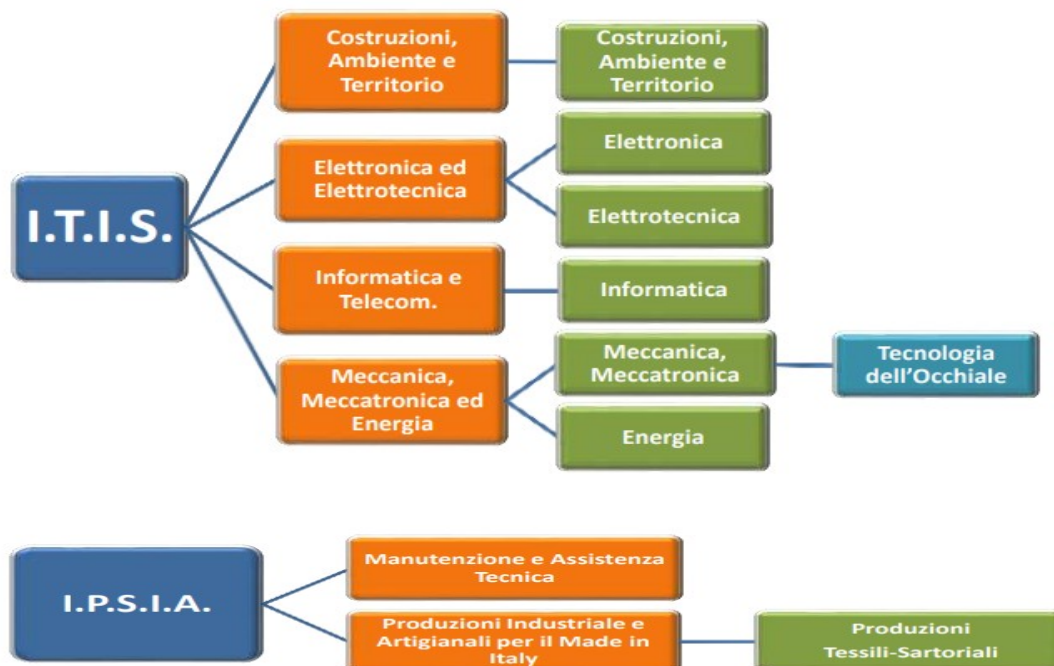 Costruzioni,
Ambiente e
Territorio
Costruzioni,
Ambiente e
Territorio
Elettronica ed
Elettrotecnica
Elettronica
Elettrotecnica
I.T.I.S.
Informatica e
Telecom.
Informatica
Meccanica,
Meccatronica ed
Energia
Meccanica,
Meccatronica
Tecnologia
dell'Occhiale
Energia
I.P.S.I.A.
Manutenzione e Assistenza
Tecnica
Produzioni Industriale e
Artigianali per il Made in
Italy
Produzioni
Tessili-Sartoriali